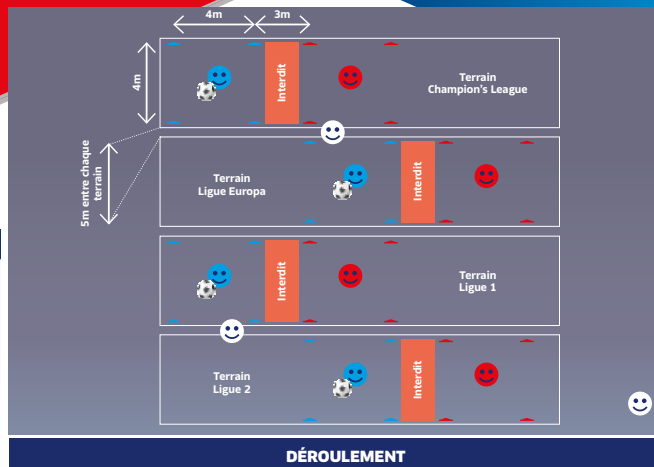 4m
3m
4m
Interdit
Terrain
Champion's League
5m entre chaque
terrain
Terrain
Ligue Europa
Interdit
Interdit
Terrain
Ligue 1
Terrain
Ligue 2
Interdit
DÉROULEMENT